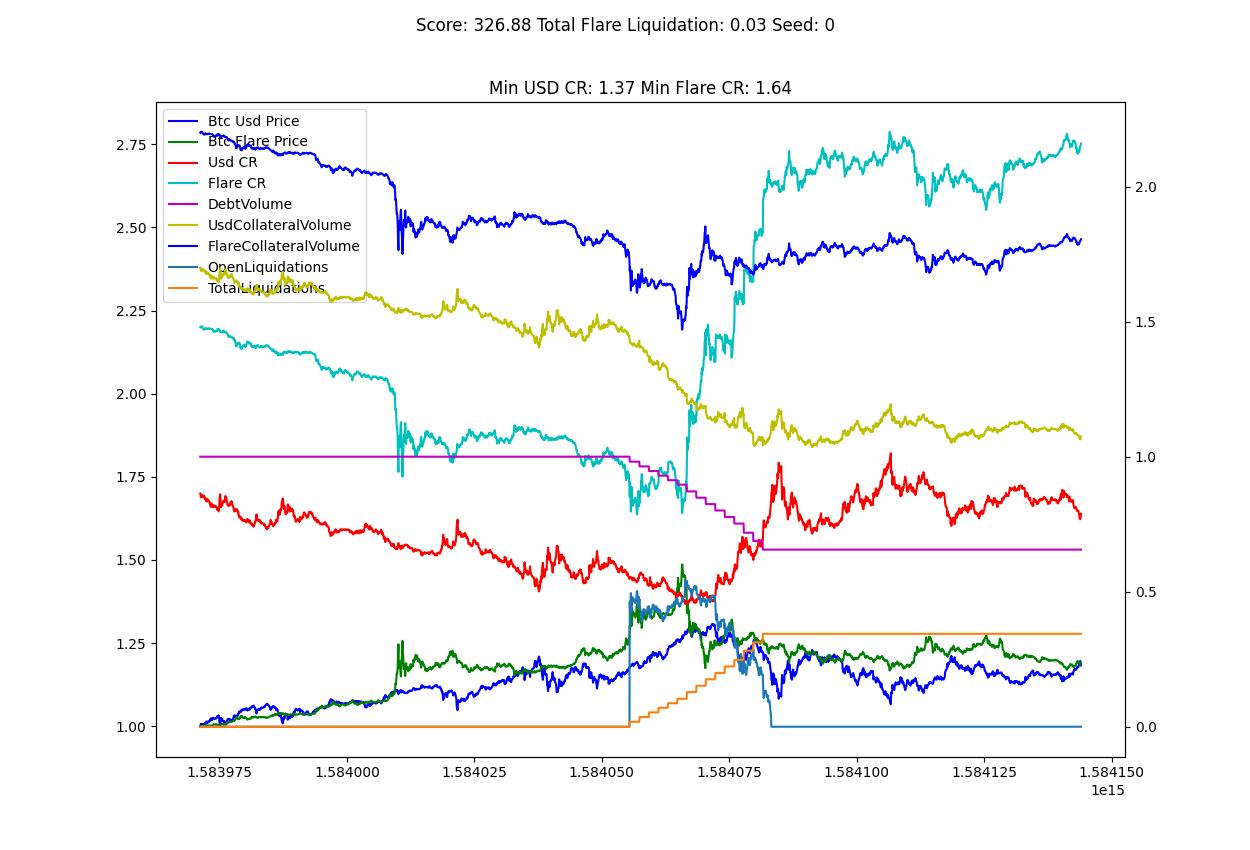 Score: 326.88 Total Flare Liquidation: 0.03 Seed: 0
Min USD CR: 1.37 Min Flare CR: 1.64
Btc Usd Price
Btc Flare Price
Usd CR
Flare CR
DebtVolume
UsdCollateralVolume
FlareCollateralVolume
OpenLiquidations
TotalLiquidations
2.75
2.50
2.25
2.00
1.75
1.50
1.25
1.00
2.0
1.5
1.0
0.5
0.0
1.583975
1.584000
1.584025
1.584050
1.584075
1.584100
1.584125
1.584150
1e15